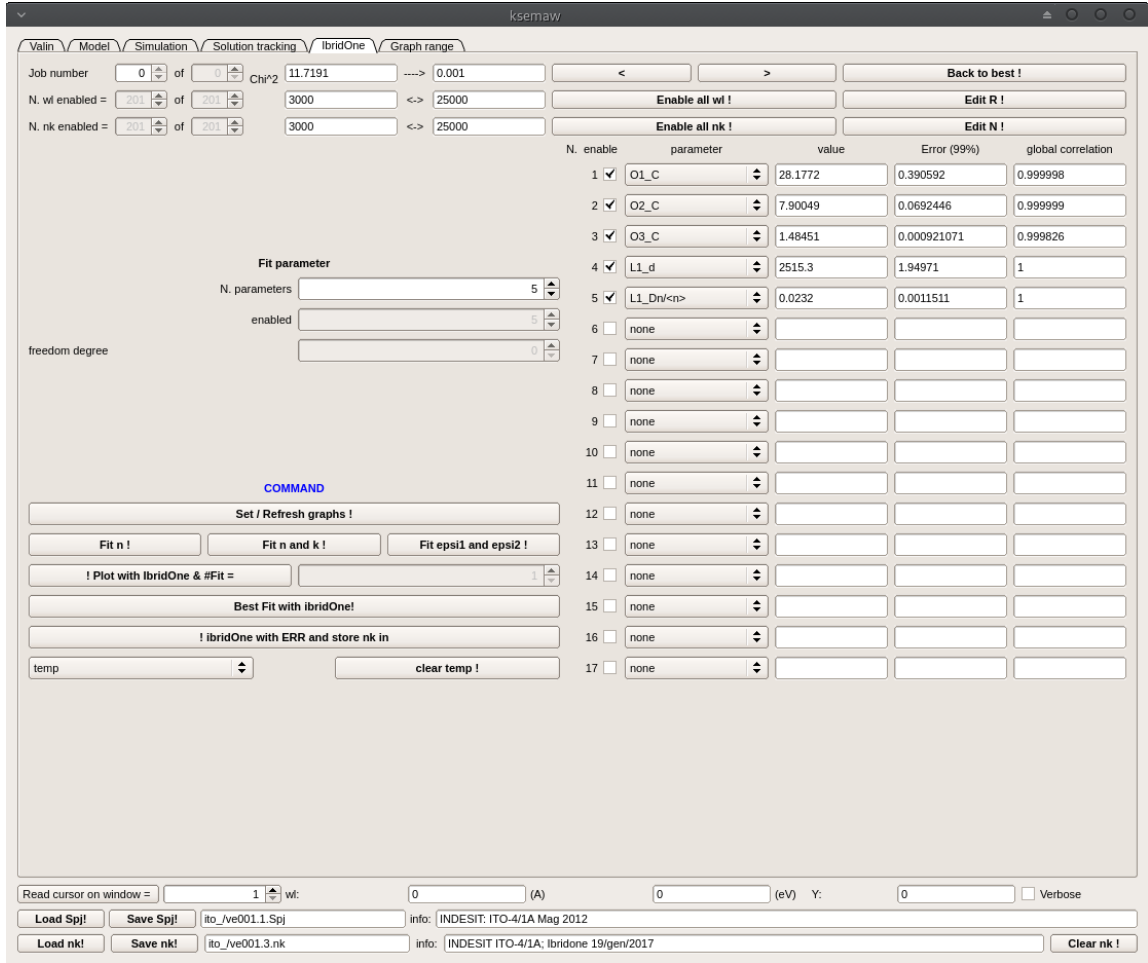 ksemaw
Valin Model Simulation Solution tracking IbridOne Graph range
Job number 0 of 0 Chi^2 11.7191 ----> 0.001 < > Back to best !
N. wl enabled = 201 of 201 3000 <-> 25000 Enable all wl ! Edit R !
N. nk enabled = 201 of 201 3000 <-> 25000 Enable all nk ! Edit N !
N. enable parameter value Error (99%) global correlation
1 O1_C 28.1772 0.390592 0.999998
2 O2_C 7.90049 0.0692446 0.999999
3 O3_C 1.48451 0.000921071 0.999826
Fit parameter
4 L1_d 2515.3 1.94971 1
N. parameters 5
5 L1_Dn/<n> 0.0232 0.0011511 1
enabled 5
6 none
freedom degree 0
7 none
8 none
9 none
10 none
11 none
COMMAND
Set / Refresh graphs !
12 none
Fit n ! Fit n and k ! Fit epsi1 and epsi2 !
13 none
! Plot with IbridOne & #Fit = 1
14 none
Best Fit with ibridOne!
15 none
! ibridOne with ERR and store nk in
16 none
temp clear temp !
17 none
Read cursor on window = 1 wl: 0 (A) 0 (eV) Y: 0 Verbose
Load Spj! Save Spj! ito_/ve001.1.Spj info: INDESIT: ITO-4/1A Mag 2012
Load nk! Save nk! ito_/ve001.3.nk info: INDESIT ITO-4/1A; Ibridone 19/gen/2017 Clear nk !